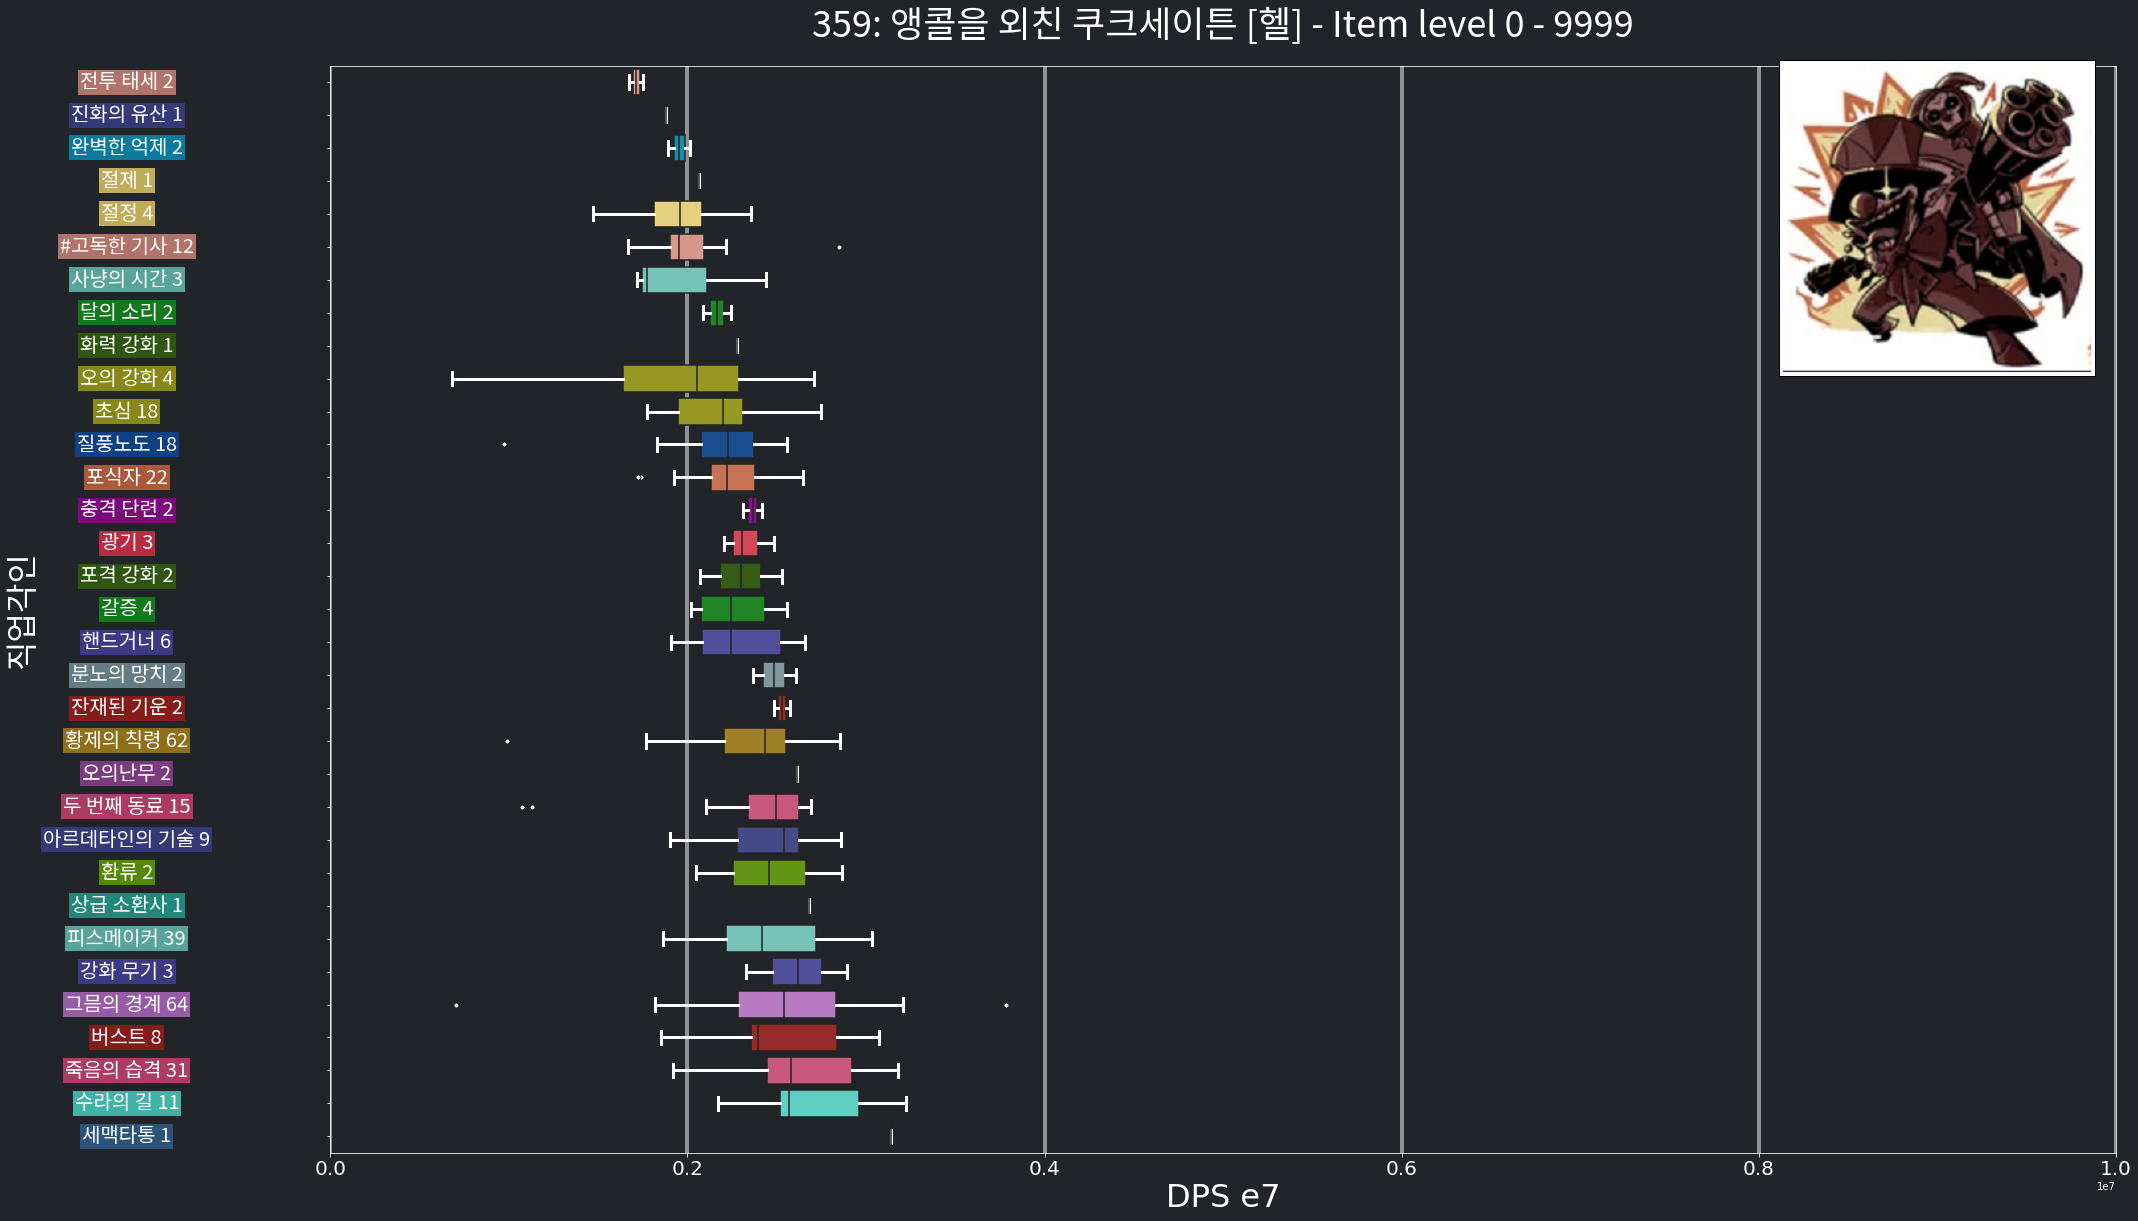 359: 앵콜을 외친 쿠크세이튼 [헬] - Item level 0 - 9999
전투 태세 2
진화의 유산 1
완벽한 억제 2
절제 1
절정 4
#고독한 기사 12
사냥의 시간 3
달의 소리 2
화력 강화 1
오의 강화 4
초심 18
질풍노도 18
포식자 22
충격 단련 2
광기 3
포격 강화 2
갈증 4
핸드거너 6
분노의 망치 2
잔재된 기운 2
황제의 칙령 62
오의난무 2
두 번째 동료 15
아르데타인의 기술 9
환류 2
상급 소환사 1
피스메이커 39
강화 무기 3
그믐의 경계 64
버스트 8
죽음의 습격 31
수라의 길 11
세맥타통 1
직업각인
0.0 0.2 0.4 0.6 0.8 1.0
1e7
DPS e7